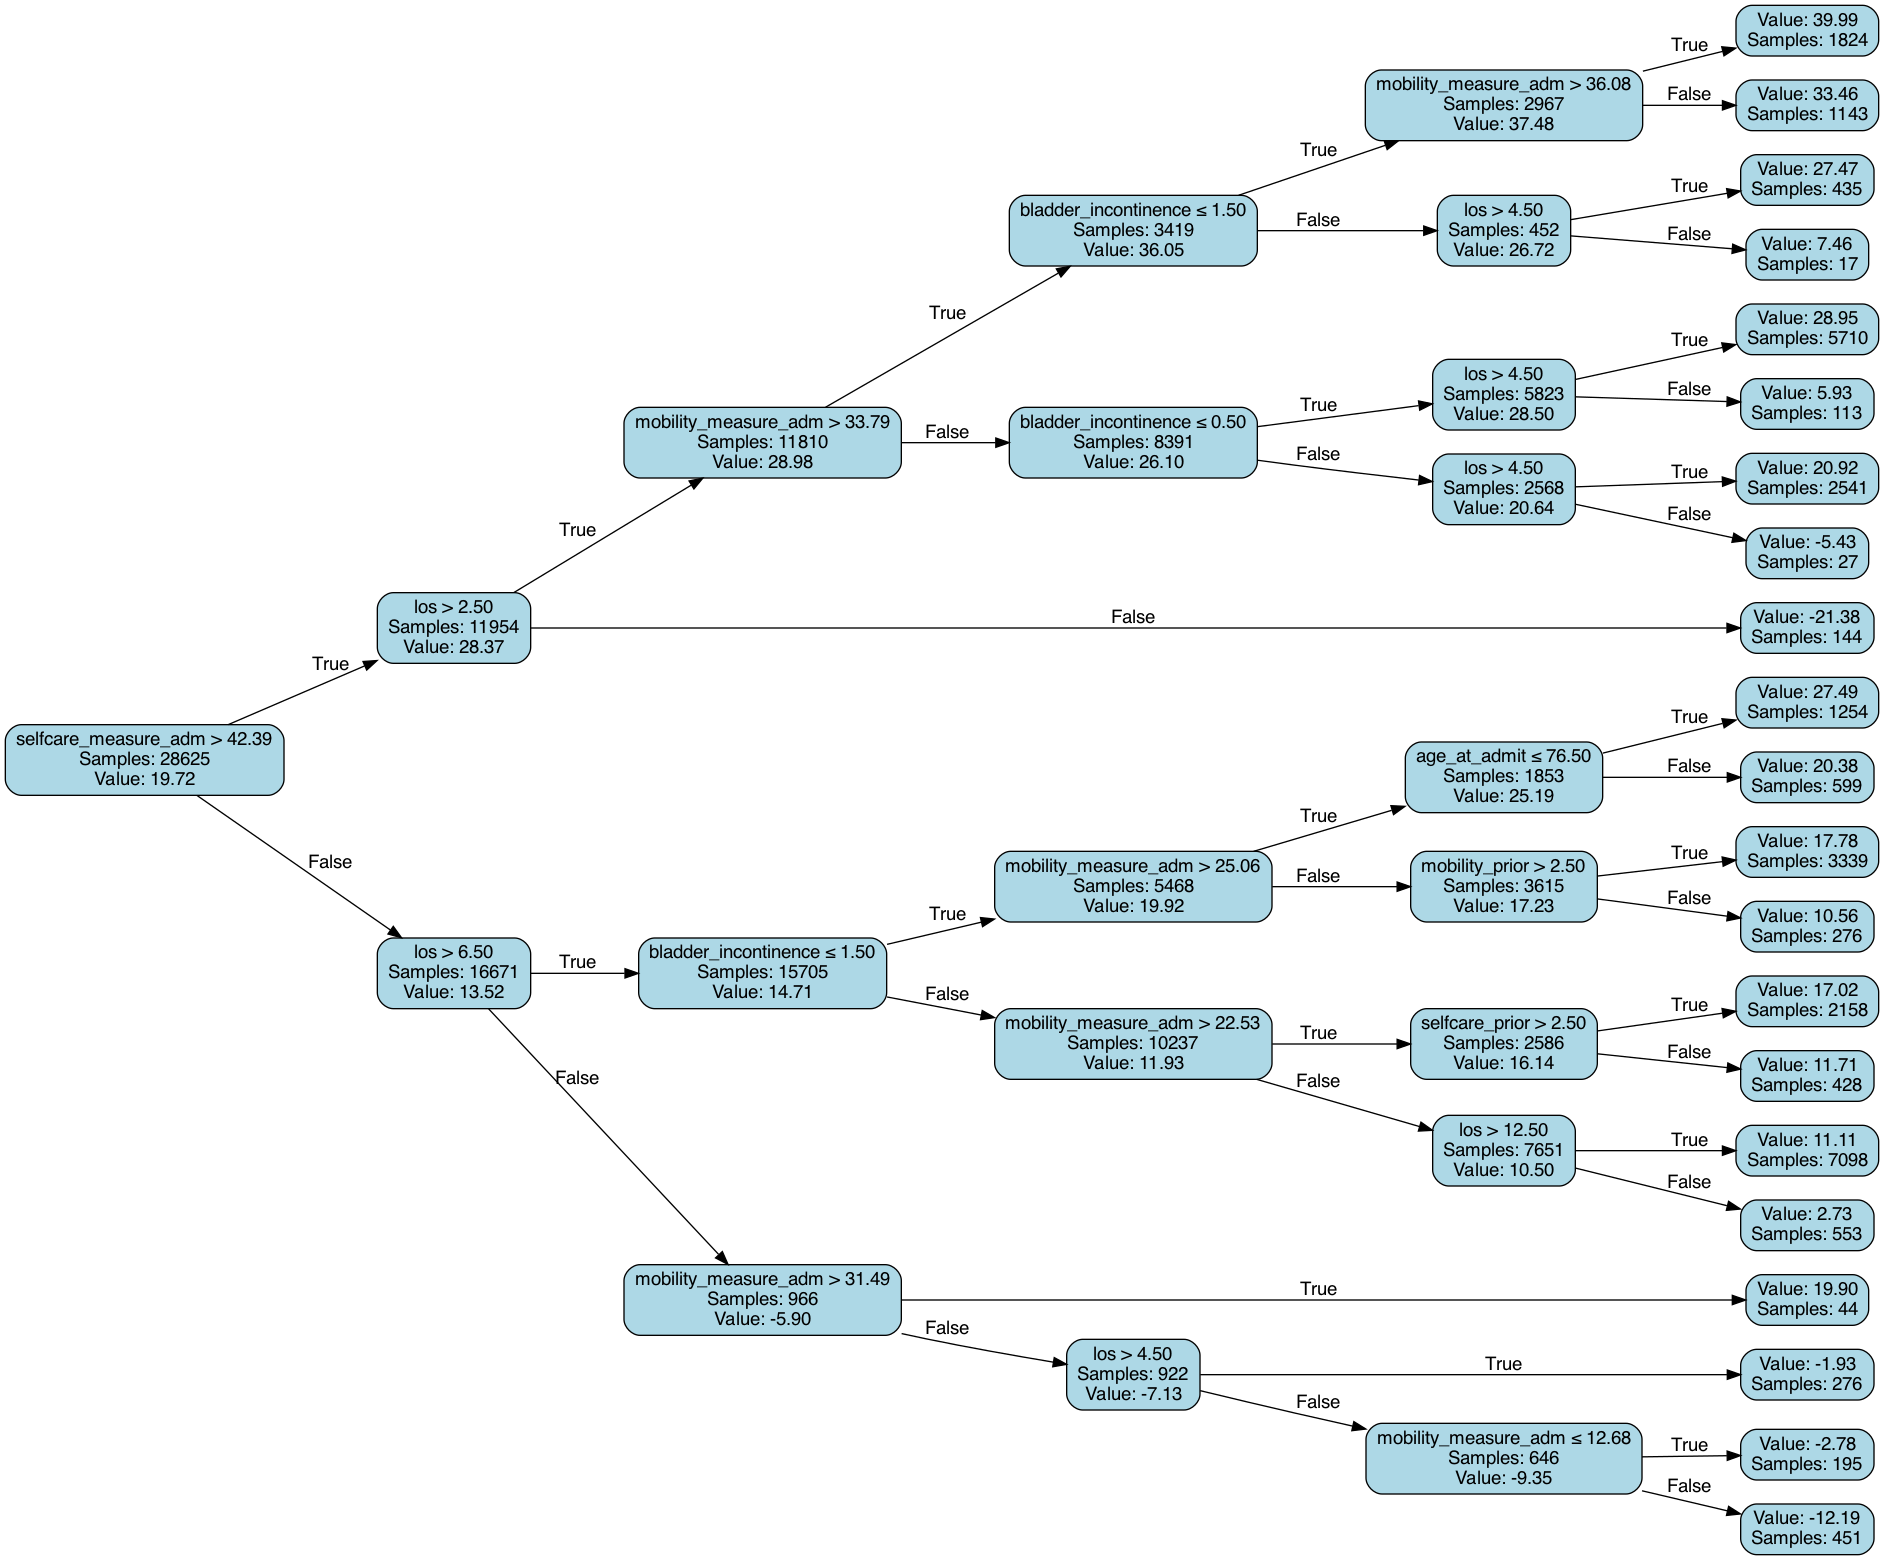 Value: 39.99
Samples: 1824
True
mobility_measure_adm > 36.08
Samples: 2967
Value: 37.48
False
Value: 33.46
Samples: 1143
True
bladder_incontinence ≤ 1.50
Samples: 3419
Value: 36.05
False
los > 4.50
Samples: 452
Value: 26.72
True
Value: 27.47
Samples: 435
False
Value: 7.46
Samples: 17
True
mobility_measure_adm > 33.79
Samples: 11810
Value: 28.98
False
bladder_incontinence ≤ 0.50
Samples: 8391
Value: 26.10
True
los > 4.50
Samples: 5823
Value: 28.50
True
Value: 28.95
Samples: 5710
False
Value: 5.93
Samples: 113
False
los > 4.50
Samples: 2568
Value: 20.64
True
Value: 20.92
Samples: 2541
False
Value: -5.43
Samples: 27
True
los > 2.50
Samples: 11954
Value: 28.37
False
Value: -21.38
Samples: 144
True
selfcare_measure_adm > 42.39
Samples: 28625
Value: 19.72
False
los > 6.50
Samples: 16671
Value: 13.52
True
bladder_incontinence ≤ 1.50
Samples: 15705
Value: 14.71
True
mobility_measure_adm > 25.06
Samples: 5468
Value: 19.92
True
age_at_admit ≤ 76.50
Samples: 1853
Value: 25.19
True
Value: 27.49
Samples: 1254
False
Value: 20.38
Samples: 599
False
mobility_prior > 2.50
Samples: 3615
Value: 17.23
True
Value: 17.78
Samples: 3339
False
Value: 10.56
Samples: 276
False
mobility_measure_adm > 22.53
Samples: 10237
Value: 11.93
True
selfcare_prior > 2.50
Samples: 2586
Value: 16.14
True
Value: 17.02
Samples: 2158
False
Value: 11.71
Samples: 428
False
los > 12.50
Samples: 7651
Value: 10.50
True
Value: 11.11
Samples: 7098
False
Value: 2.73
Samples: 553
False
mobility_measure_adm > 31.49
Samples: 966
Value: -5.90
True
Value: 19.90
Samples: 44
False
los > 4.50
Samples: 922
Value: -7.13
True
Value: -1.93
Samples: 276
False
mobility_measure_adm ≤ 12.68
Samples: 646
Value: -9.35
True
Value: -2.78
Samples: 195
False
Value: -12.19
Samples: 451